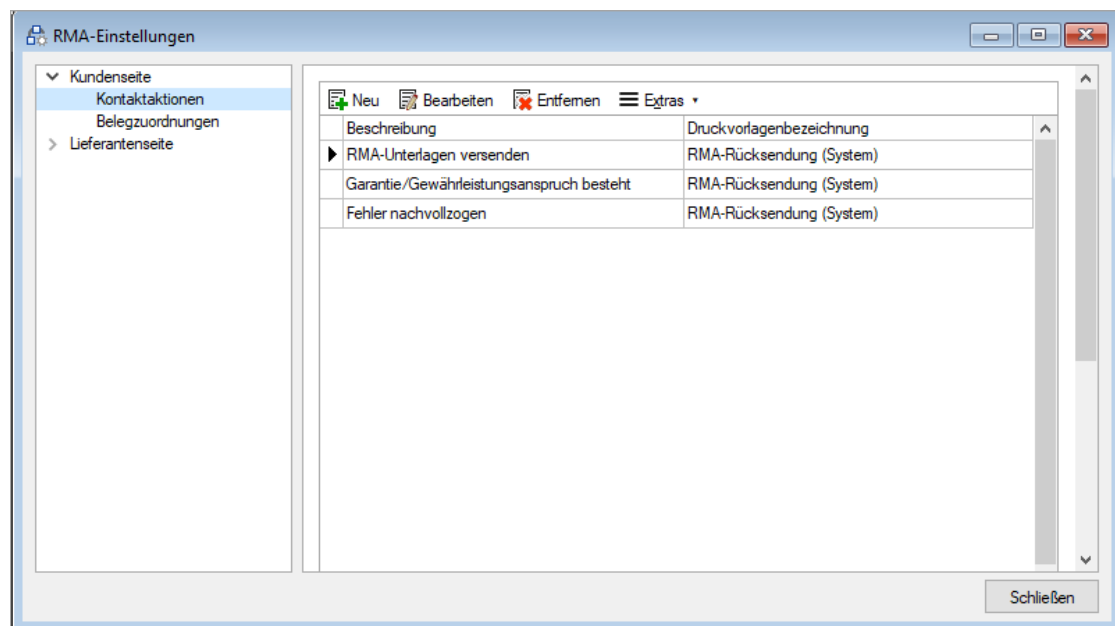 RMA-Einstellungen
Kundenseite
Kontaktaktionen
Belegzuordnungen
Lieferantenseite
Neu Bearbeiten Entfernen Extras
Beschreibung Druckvorlagenbezeichnung
RMA-Unterlagen versenden RMA-Rücksendung (System)
Garantie/Gewährleistungsanspruch besteht RMA-Rücksendung (System)
Fehler nachvollzogen RMA-Rücksendung (System)
Schließen